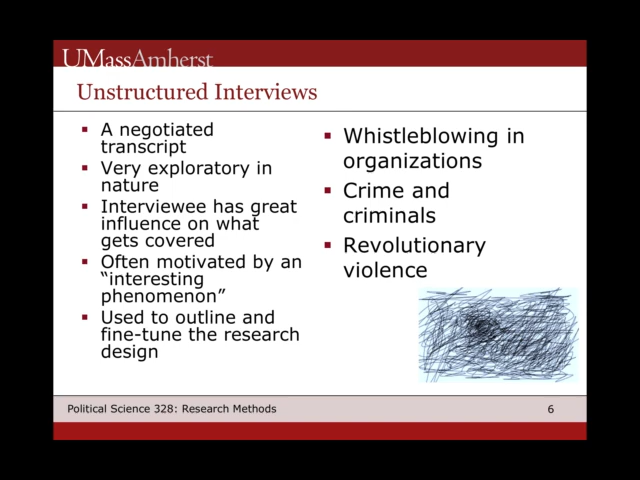 UMassAmherst
Unstructured Interviews
▪ A negotiated
transcript
▪ Very exploratory in
nature
▪ Interviewee has great
influence on what
gets covered
▪ Often motivated by an
“interesting
phenomenon”
▪ Used to outline and
fine-tune the research
design
▪ Whistleblowing in
organizations
▪ Crime and
criminals
▪ Revolutionary
violence
Political Science 328: Research Methods
6